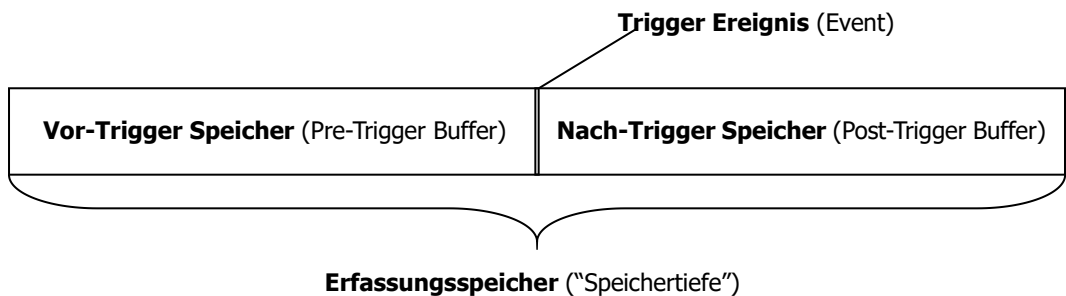 Trigger Ereignis (Event)
Vor-Trigger Speicher (Pre-Trigger Buffer)
Nach-Trigger Speicher (Post-Trigger Buffer)
Erfassungsspeicher (“Speichertiefe”)